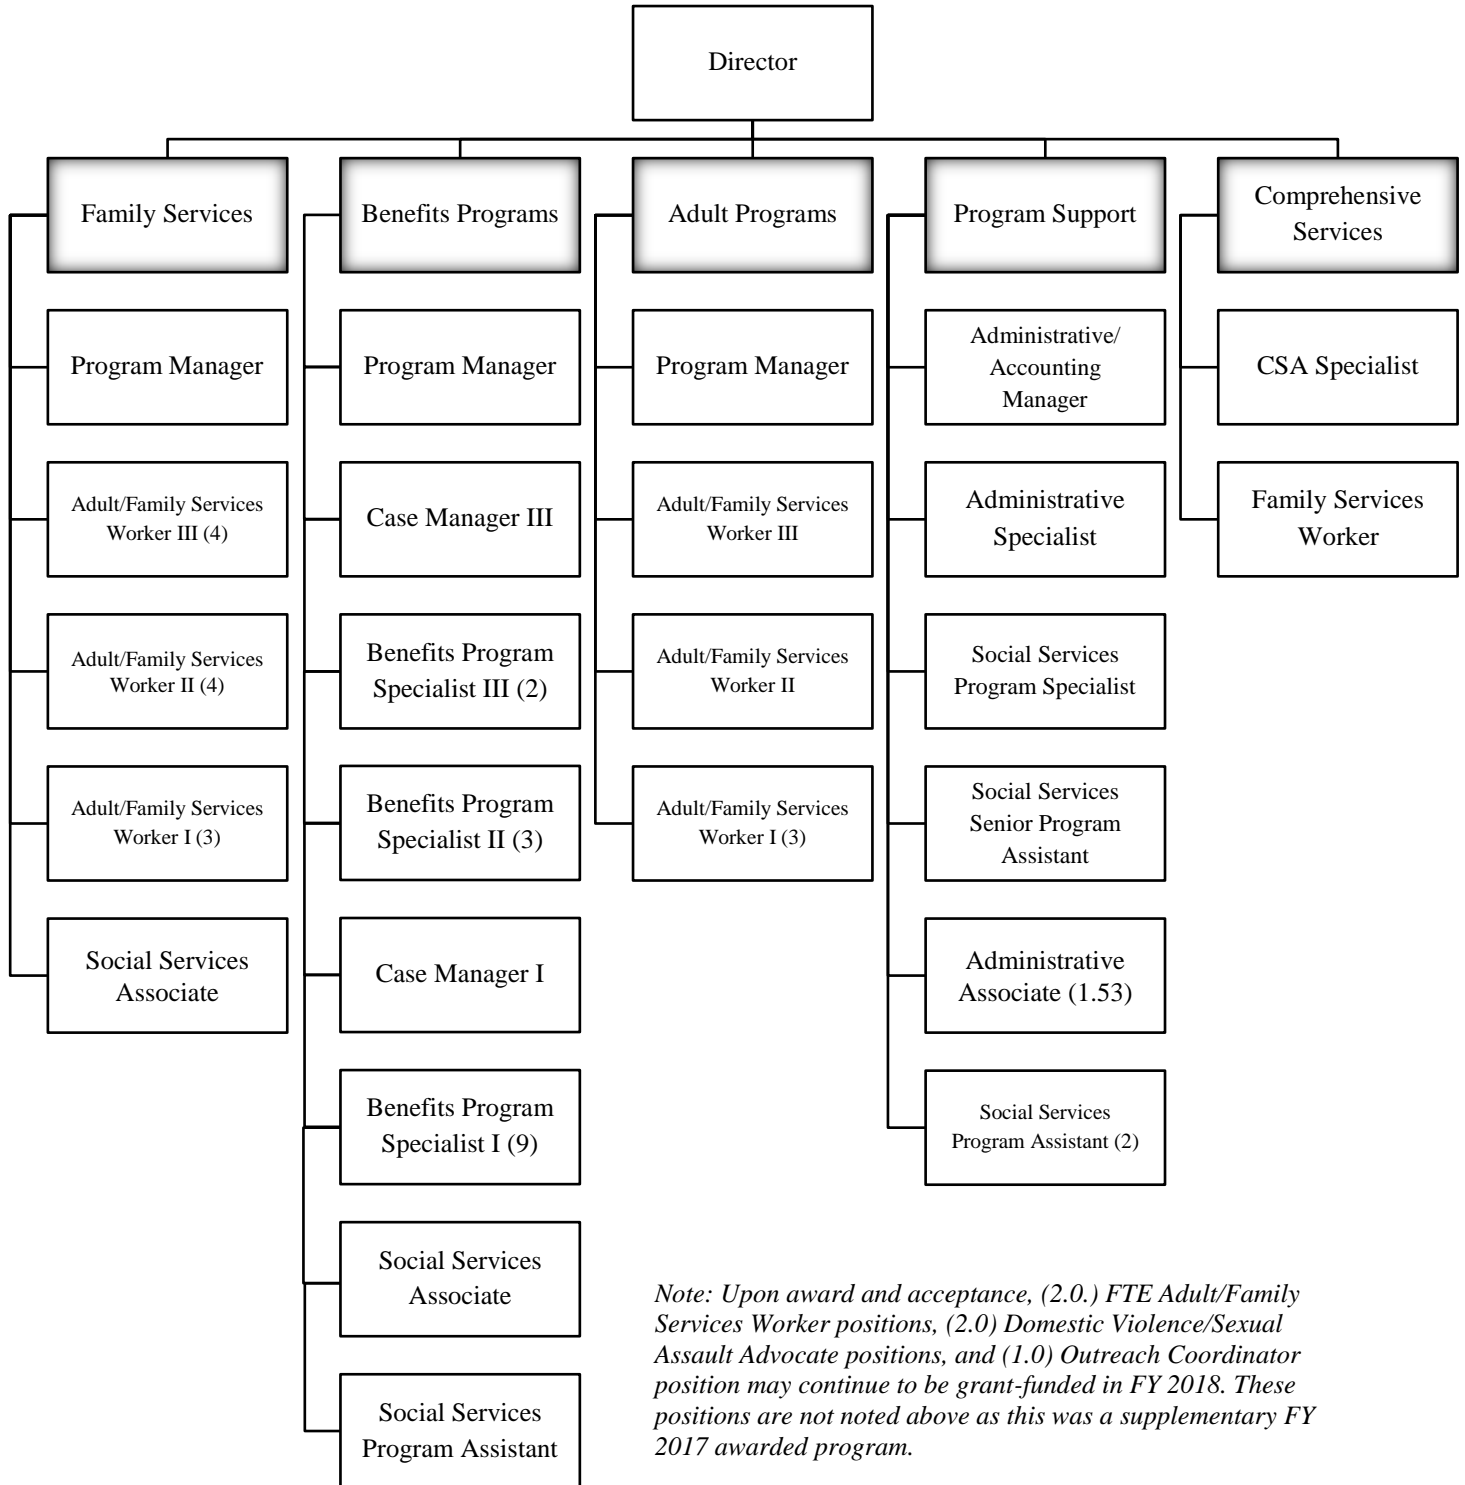 Director
Family Services
Benefits Programs
Adult Programs
Program Support
Comprehensive
Services
Program Manager
Program Manager
Program Manager
Administrative/
Accounting
Manager
CSA Specialist
Adult/Family Services
Worker III (4)
Case Manager III
Adult/Family Services
Worker III
Administrative
Specialist
Family Services
Worker
Adult/Family Services
Worker II (4)
Benefits Program
Specialist III (2)
Adult/Family Services
Worker II
Social Services
Program Specialist
Adult/Family Services
Worker I (3)
Benefits Program
Specialist II (3)
Adult/Family Services
Worker I (3)
Social Services
Senior Program
Assistant
Social Services
Associate
Case Manager I
Administrative
Associate (1.53)
Benefits Program
Specialist I (9)
Social Services
Program Assistant (2)
Social Services
Associate
Social Services
Program Assistant
Note: Upon award and acceptance, (2.0.) FTE Adult/Family
Services Worker positions, (2.0) Domestic Violence/Sexual
Assault Advocate positions, and (1.0) Outreach Coordinator
position may continue to be grant-funded in FY 2018. These
positions are not noted above as this was a supplementary FY
2017 awarded program.